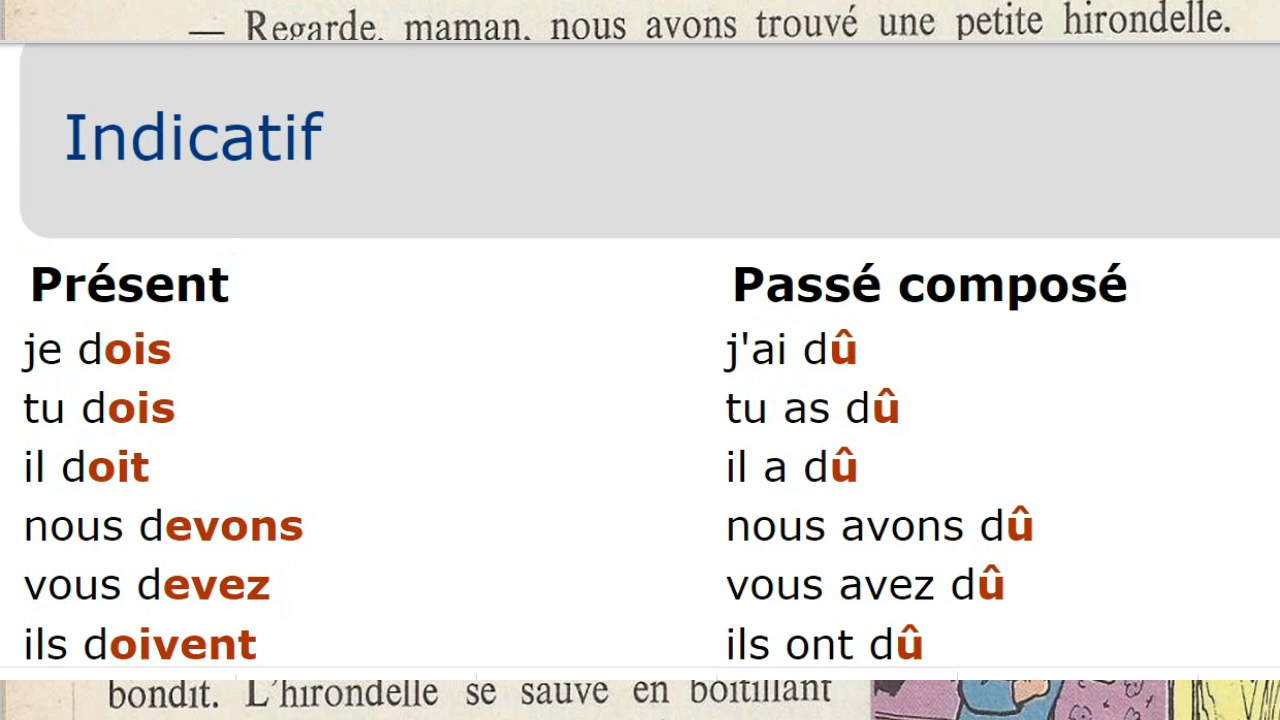 — Regarde, maman, nous avons trouvé une petite hirondelle.
Indicatif
Présent
je dois
tu dois
il doit
nous devons
vous devez
ils doivent
Passé composé
j'ai dû
tu as dû
il a dû
nous avons dû
vous avez dû
ils ont dû
bondit. L'hirondelle se sauve en boitillant